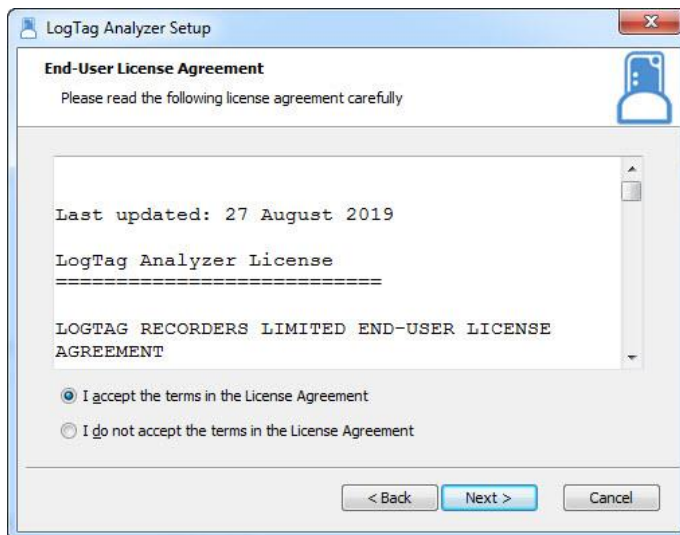 LogTag Analyzer Setup
End-User License Agreement
Please read the following license agreement carefully
Last updated: 27 August 2019
LogTag Analyzer License
===========================
LOGTAG RECORDERS LIMITED END-USER LICENSE
AGREEMENT
I accept the terms in the License Agreement
I do not accept the terms in the License Agreement
< Back Next > Cancel